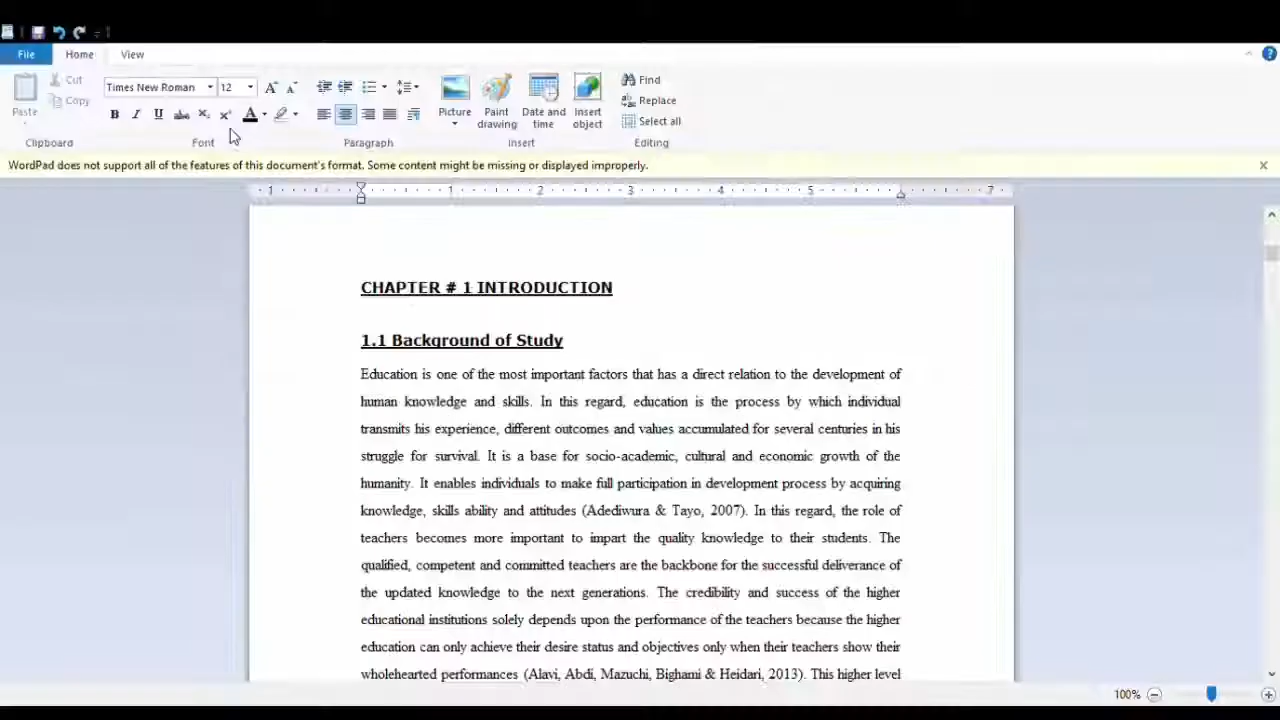 File Home View
Cut
Times New Roman 12
Find
Copy
Replace
Paste
Picture Paint drawing Date and time Insert object
Select all
Clipboard Font Paragraph Insert Editing
WordPad does not support all of the features of this document's format. Some content might be missing or displayed improperly.
1 1 2 3 4 5 7
CHAPTER # 1 INTRODUCTION
1.1 Background of Study
Education is one of the most important factors that has a direct relation to the development of
human knowledge and skills. In this regard, education is the process by which individual
transmits his experience, different outcomes and values accumulated for several centuries in his
struggle for survival. It is a base for socio-academic, cultural and economic growth of the
humanity. It enables individuals to make full participation in development process by acquiring
knowledge, skills ability and attitudes (Adediwura & Tayo, 2007). In this regard, the role of
teachers becomes more important to impart the quality knowledge to their students. The
qualified, competent and committed teachers are the backbone for the successful deliverance of
the updated knowledge to the next generations. The credibility and success of the higher
educational institutions solely depends upon the performance of the teachers because the higher
education can only achieve their desire status and objectives only when their teachers show their
wholehearted performances (Alavi, Abdi, Mazuchi, Bighami & Heidari, 2013). This higher level
100%